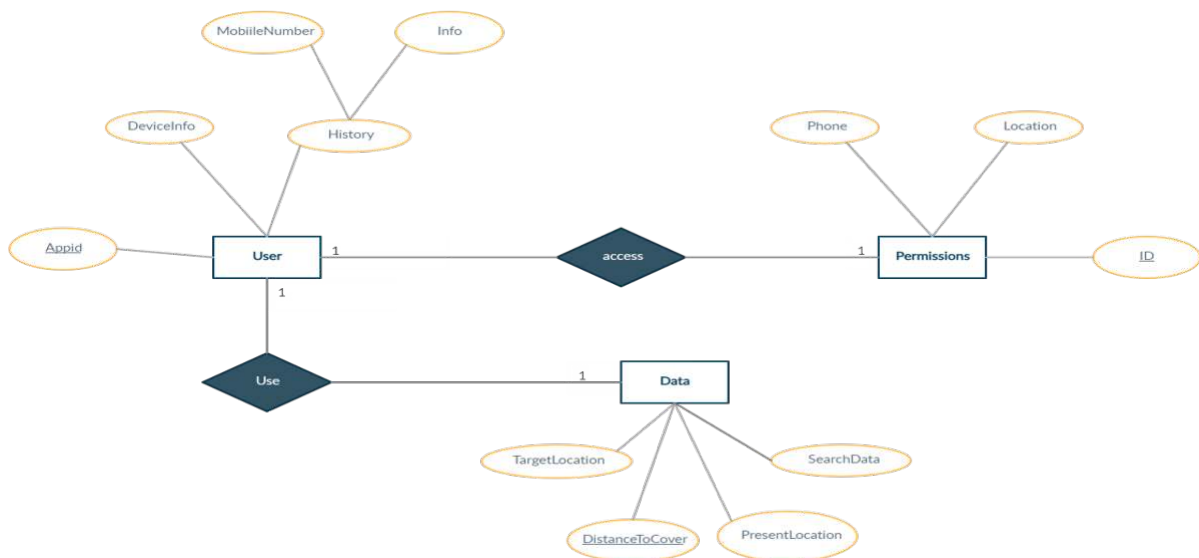 MobiileNumber
Info
DeviceInfo
History
Phone
Location
Appid
User
1
access
1
Permissions
ID
1
Use
1
Data
TargetLocation
SearchData
DistanceToCover
PresentLocation